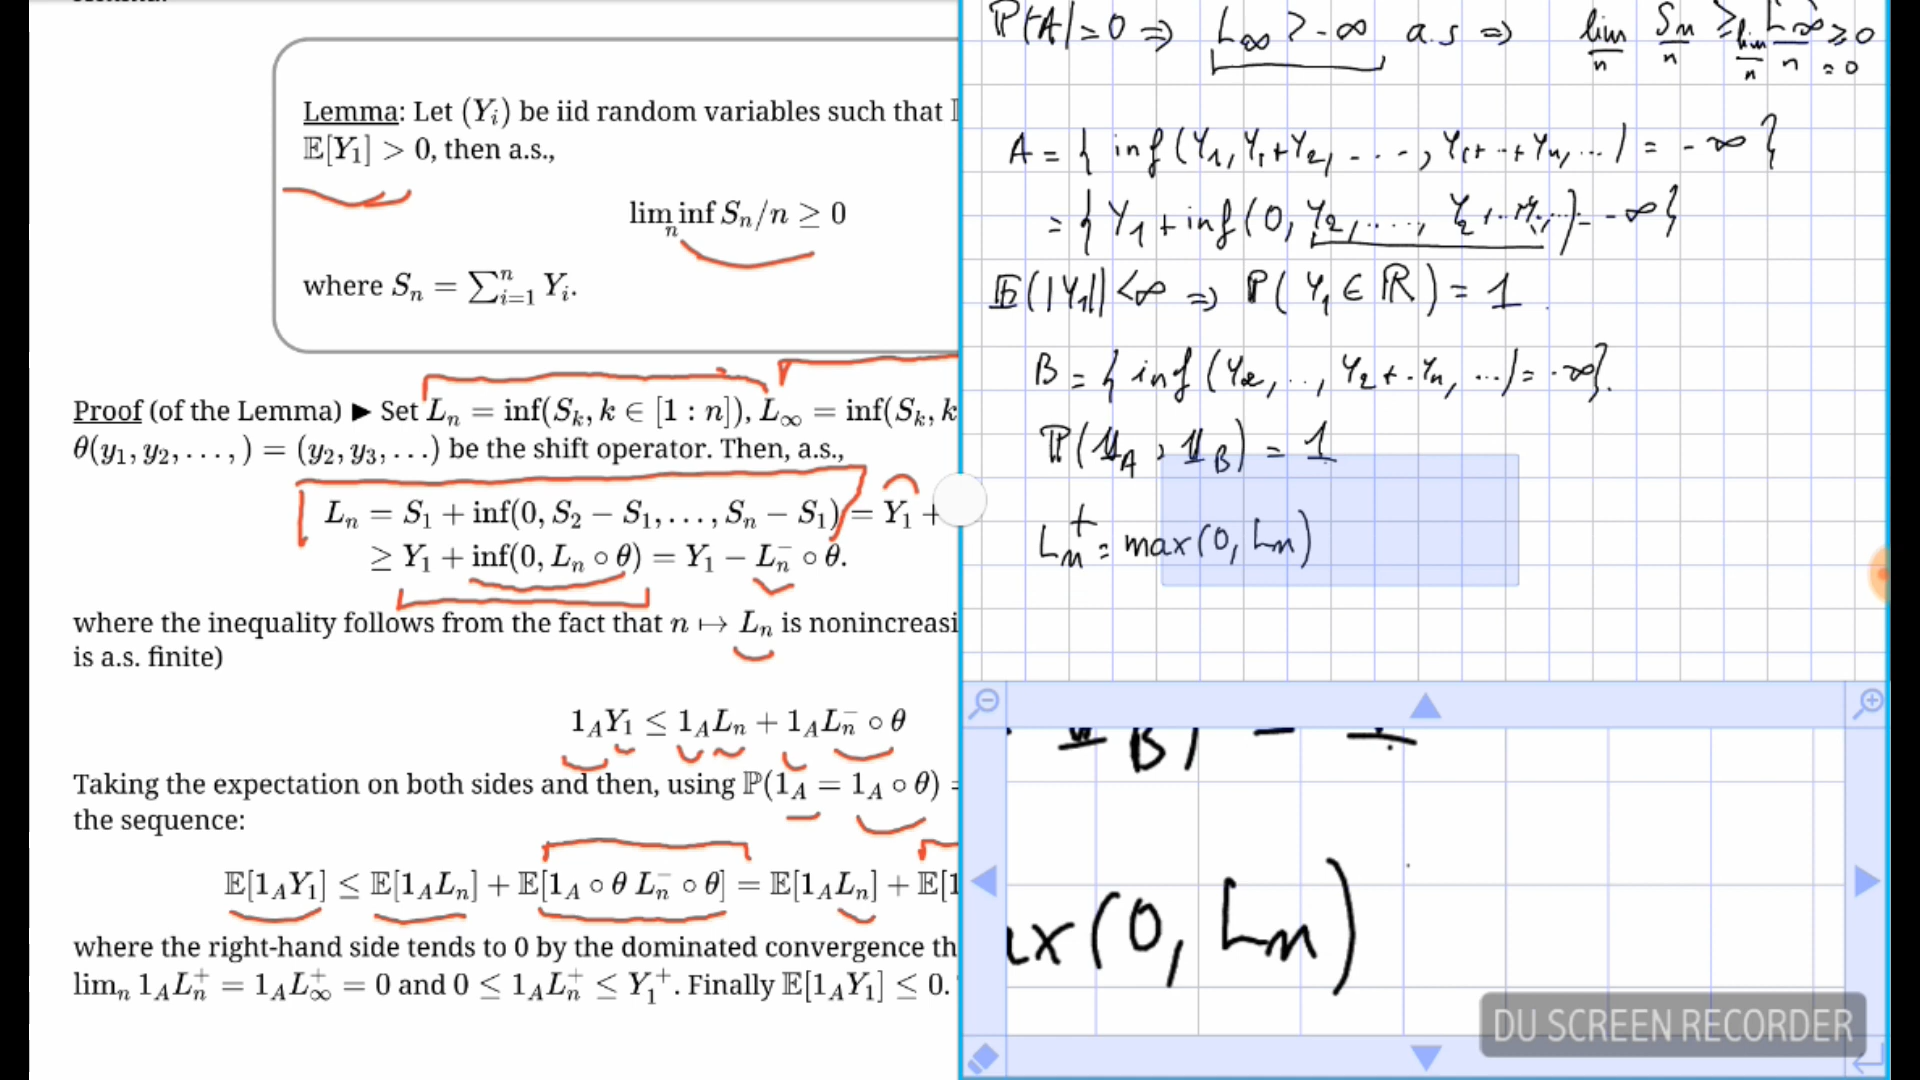 Lemma: Let (Yᵢ) be iid random variables such that
𝔼[Y₁] > 0, then a.s.,
lim inf Sₙ/n ≥ 0
n
where Sₙ = ∑ᵢ₌₁ⁿ Yᵢ.
Proof (of the Lemma) ▶ Set Lₙ = inf(Sₖ, k ∈ [1 : n]), L∞ = inf(Sₖ, k
θ(y₁, y₂, . . . , ) = (y₂, y₃, . . .) be the shift operator. Then, a.s.,
Lₙ = S₁ + inf(0, S₂ − S₁, . . . , Sₙ − S₁) = Y₁ +
≥ Y₁ + inf(0, Lₙ ∘ θ) = Y₁ − Lₙ⁻ ∘ θ.
where the inequality follows from the fact that n ↦ Lₙ is nonincreasi
is a.s. finite)
1_A Y₁ ≤ 1_A Lₙ + 1_A Lₙ⁻ ∘ θ
Taking the expectation on both sides and then, using ℙ(1_A = 1_A ∘ θ) =
the sequence:
𝔼[1_A Y₁] ≤ 𝔼[1_A Lₙ] + 𝔼[1_A ∘ θ Lₙ⁻ ∘ θ] = 𝔼[1_A Lₙ] + 𝔼[1
where the right-hand side tends to 0 by the dominated convergence th
limₙ 1_A Lₙ⁺ = 1_A L∞⁺ = 0 and 0 ≤ 1_A Lₙ⁺ ≤ Y₁⁺. Finally 𝔼[1_A Y₁] ≤ 0.
ℙ(A) = 0 ⇒ L∞ > -∞ a.s ⇒ lim Sₙ/n ≥ lim L∞/n ≥ 0
n n = 0
A = { inf(Y₁, Y₁+Y₂, ...., Y₁+··+Yₙ, ...) = -∞ }
= { Y₁ + inf(0, Y₂, ...., Y₂+..Yₙ, ..) = -∞ }
𝔼(|Y₁|) < ∞ ⇒ ℙ( Y₁ ∈ ℝ ) = 1
B = { inf (Y₂, .., Y₂+..Yₙ, ...) = -∞ }.
ℙ(𝟙_A = 𝟙_B) = 1
Lₙ⁺ = max(0, Lₙ)
B) = 1
ax(0, Lₙ)
DU SCREEN RECORDER